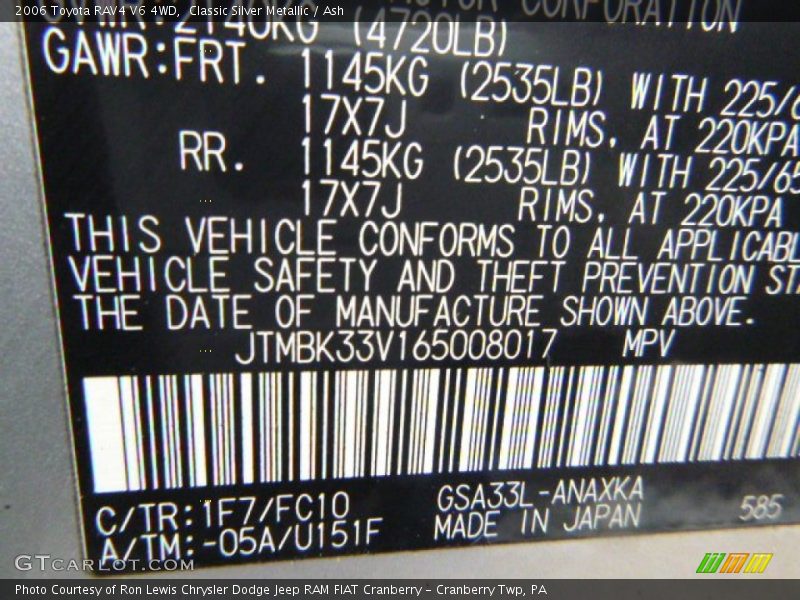 2006 Toyota RAV4 V6 4WD,  Classic Silver Metallic / Ash
CORPORATION
(4720LB)
GAWR:FRT. 1145KG (2535LB) WITH 225/6
17X7J RIMS, AT 220KPA
RR. 1145KG (2535LB) WITH 225/65
17X7J RIMS, AT 220KPA
THIS VEHICLE CONFORMS TO ALL APPLICABL
VEHICLE SAFETY AND THEFT PREVENTION STA
THE DATE OF MANUFACTURE SHOWN ABOVE.
JTMBK33V165008017 MPV
C/TR:1F7/FC10 GSA33L-ANAXKA 585
A/TM:-05A/U151F MADE IN JAPAN
GTCARLOT.COM
Photo Courtesy of Ron Lewis Chrysler Dodge Jeep RAM FIAT Cranberry – Cranberry Twp, PA